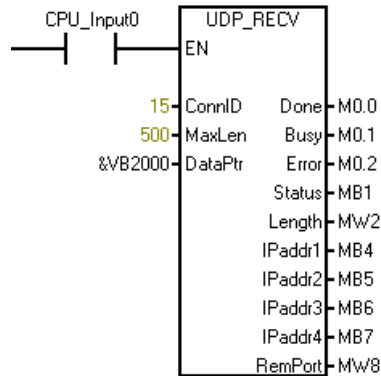 CPU_Input0 UDP_RECV
EN
15 ConnID Done M0.0
500 MaxLen Busy M0.1
&VB2000 DataPtr Error M0.2
Status MB1
Length MW2
IPaddr1 MB4
IPaddr2 MB5
IPaddr3 MB6
IPaddr4 MB7
RemPort MW8